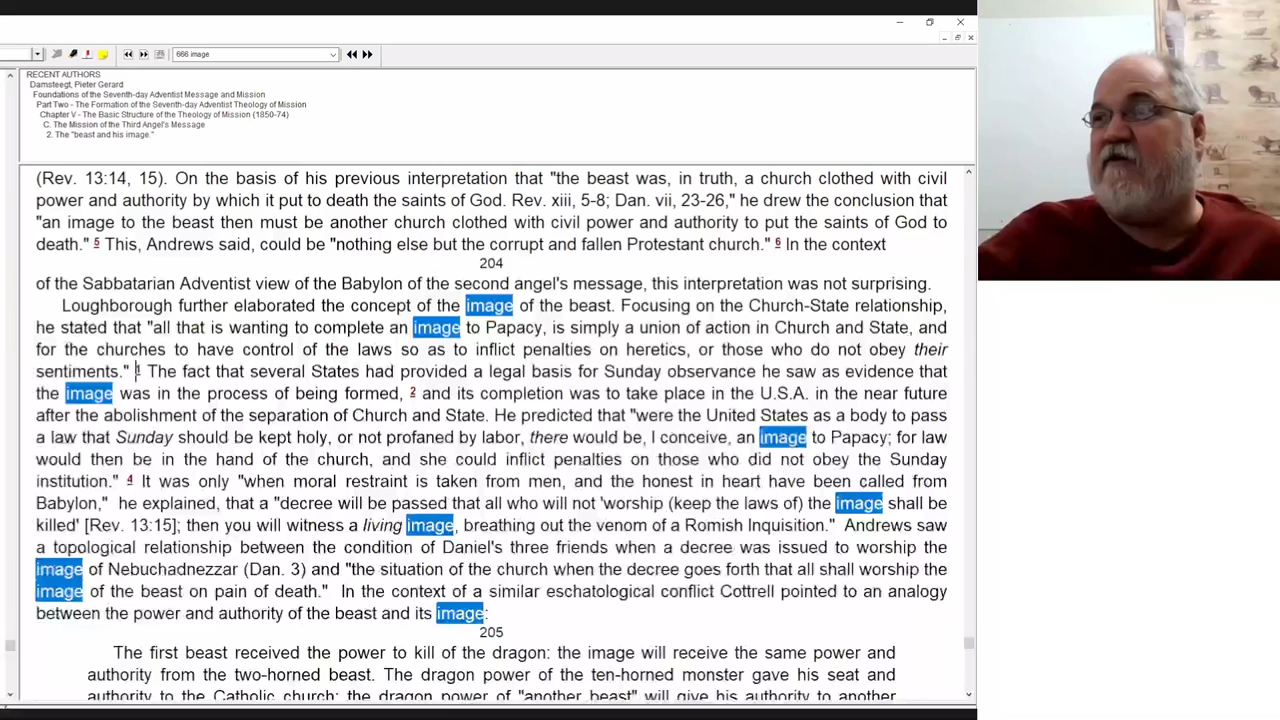 666 image
RECENT AUTHORS
Damsteegt, Pieter Gerard
Foundations of the Seventh-day Adventist Message and Mission
Part Two - The Formation of the Seventh-day Adventist Theology of Mission
Chapter V - The Basic Structure of the Theology of Mission (1850-74)
C. The Mission of the Third Angel's Message
2. The "beast and his image."
(Rev. 13:14, 15). On the basis of his previous interpretation that "the beast was, in truth, a church clothed with civil
power and authority by which it put to death the saints of God. Rev. xiii, 5-8; Dan. vii, 23-26," he drew the conclusion that
"an image to the beast then must be another church clothed with civil power and authority to put the saints of God to
death." 5 This, Andrews said, could be "nothing else but the corrupt and fallen Protestant church." 6 In the context
204
of the Sabbatarian Adventist view of the Babylon of the second angel's message, this interpretation was not surprising.
Loughborough further elaborated the concept of the image of the beast. Focusing on the Church-State relationship,
he stated that "all that is wanting to complete an image to Papacy, is simply a union of action in Church and State, and
for the churches to have control of the laws so as to inflict penalties on heretics, or those who do not obey their
sentiments." 1 The fact that several States had provided a legal basis for Sunday observance he saw as evidence that
the image was in the process of being formed, 2 and its completion was to take place in the U.S.A. in the near future
after the abolishment of the separation of Church and State. He predicted that "were the United States as a body to pass
a law that Sunday should be kept holy, or not profaned by labor, there would be, I conceive, an image to Papacy; for law
would then be in the hand of the church, and she could inflict penalties on those who did not obey the Sunday
institution." 4 It was only "when moral restraint is taken from men, and the honest in heart have been called from
Babylon," he explained, that a "decree will be passed that all who will not 'worship (keep the laws of) the image shall be
killed' [Rev. 13:15]; then you will witness a living image, breathing out the venom of a Romish Inquisition." Andrews saw
a topological relationship between the condition of Daniel's three friends when a decree was issued to worship the
image of Nebuchadnezzar (Dan. 3) and "the situation of the church when the decree goes forth that all shall worship the
image of the beast on pain of death." In the context of a similar eschatological conflict Cottrell pointed to an analogy
between the power and authority of the beast and its image:
205
The first beast received the power to kill of the dragon: the image will receive the same power and
authority from the two-horned beast. The dragon power of the ten-horned monster gave his seat and
authority to the Catholic church: the dragon power of "another beast" will give his authority to another